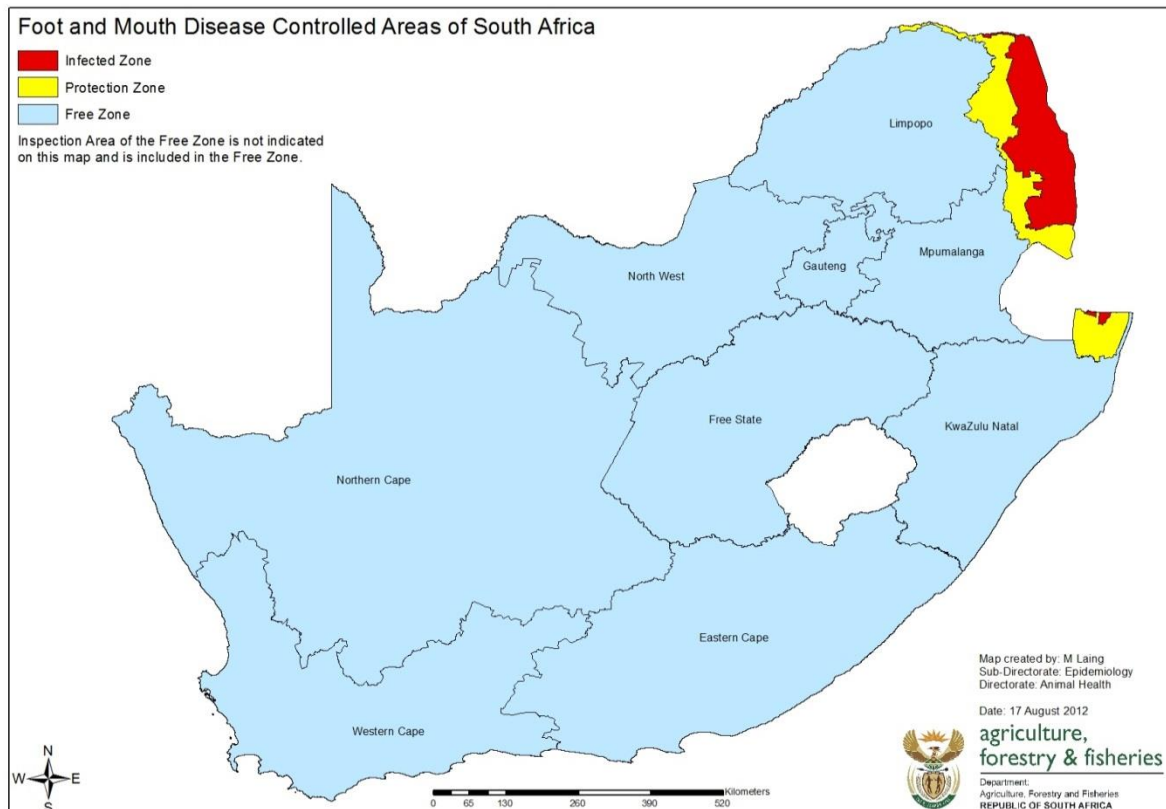 Foot and Mouth Disease Controlled Areas of South Africa
Infected Zone
Protection Zone
Free Zone
Inspection Area of the Free Zone is not indicated
on this map and is included in the Free Zone.
Limpopo
Mpumalanga
Gauteng
North West
Free State
KwaZulu Natal
Northern Cape
Eastern Cape
Western Cape
Map created by: M Laing
Sub-Directorate: Epidemiology
Directorate: Animal Health
Date: 17 August 2012
agriculture,
forestry & fisheries
Department:
Agriculture, Forestry and Fisheries
REPUBLIC OF SOUTH AFRICA
N
W E
S
Kilometers
0 65 130 260 390 520